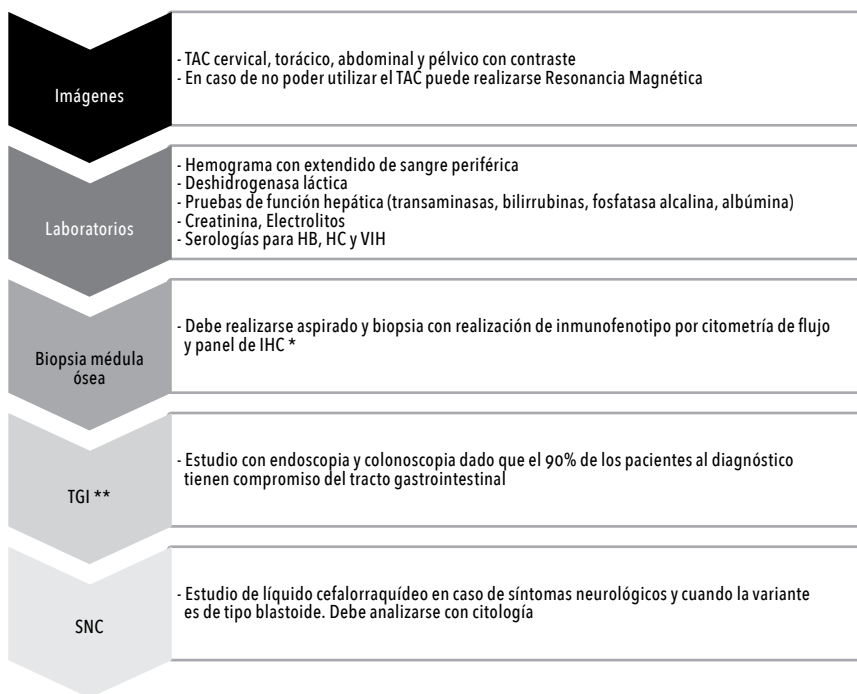 Imágenes
- TAC cervical, torácico, abdominal y pélvico con contraste
- En caso de no poder utilizar el TAC puede realizarse Resonancia Magnética
Laboratorios
- Hemograma con extendido de sangre periférica
- Deshidrogenasa láctica
- Pruebas de función hepática (transaminasas, bilirrubinas, fosfatasa alcalina, albúmina)
- Creatinina, Electrolitos
- Serologías para HB, HC y VIH
Biopsia médula
ósea
- Debe realizarse aspirado y biopsia con realización de inmunofenotipo por citometría de flujo
y panel de IHC *
TGI **
- Estudio con endoscopia y colonoscopia dado que el 90% de los pacientes al diagnóstico
tienen compromiso del tracto gastrointestinal
SNC
- Estudio de líquido cefalorraquídeo en caso de síntomas neurológicos y cuando la variante
es de tipo blastoide. Debe analizarse con citología